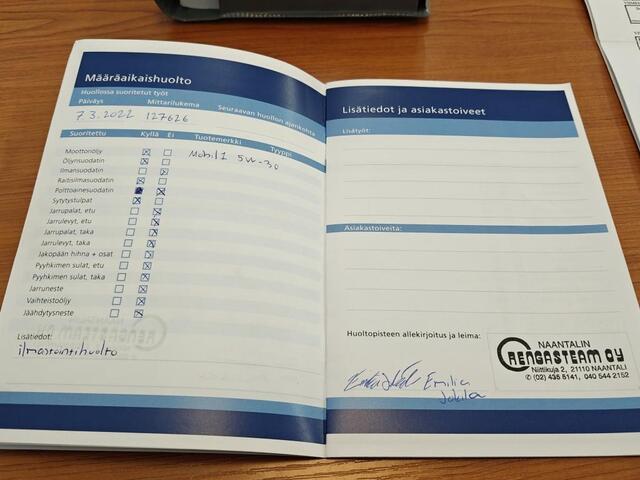 Määräaikaishuolto
Huollossa suoritetut työt
Päiväys Mittarilukema Seuraavan huollon ajankohta
7.3.2022 127626
Suoritettu Kyllä Ei Tuotemerkki Tyyppi
Moottoriöljy Mobil 1 5W-30
Öljynsuodatin
Ilmansuodatin
Raitisilmasuodatin
Polttoainesuodatin
Sytytystulpat
Jarrupalat, etu
Jarrulevyt, etu
Jarrupalat, taka
Jarrulevyt, taka
Jakopään hihna + osat
Pyyhkimen sulat, etu
Pyyhkimen sulat, taka
Jarruneste
Vaihteistoöljy
Jäähdytysneste
Lisätiedot:
ilmastointihuolto
Lisätiedot ja asiakastoiveet
Lisätyöt:
Asiakastoiveita:
Huoltopisteen allekirjoitus ja leima:
NAANTALIN
RENGASTEAM OY
Niittikuja 2, 21110 NAANTALI
✆ (02) 435 5141, 040 544 2152
Emilia
Jokila